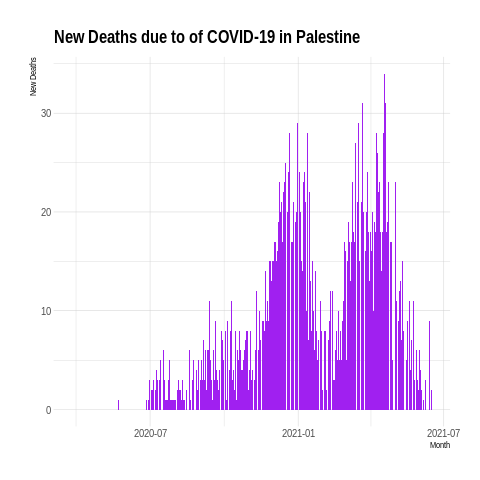 New Deaths due to of COVID-19 in Palestine
New Deaths
30
20
10
0
2020-07 2021-01 2021-07
Month